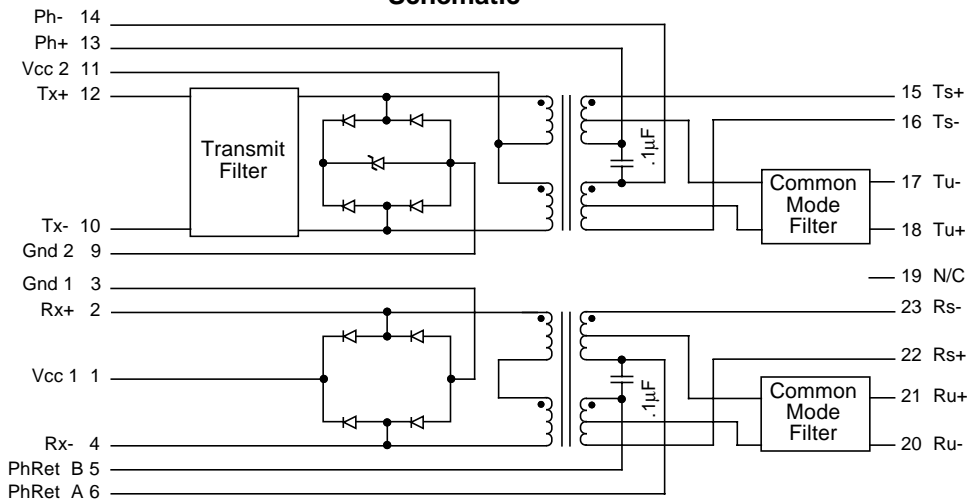 Schematic
Ph- 14
Ph+ 13
Vcc 2 11
Tx+ 12
Transmit
Filter
Tx- 10
Gnd 2 9
.1µF
15 Ts+
16 Ts-
Common
Mode
Filter
17 Tu-
18 Tu+
19 N/C
Gnd 1 3
Rx+ 2
Vcc 1 1
Rx- 4
PhRet B 5
PhRet A 6
.1µF
23 Rs-
22 Rs+
Common
Mode
Filter
21 Ru+
20 Ru-